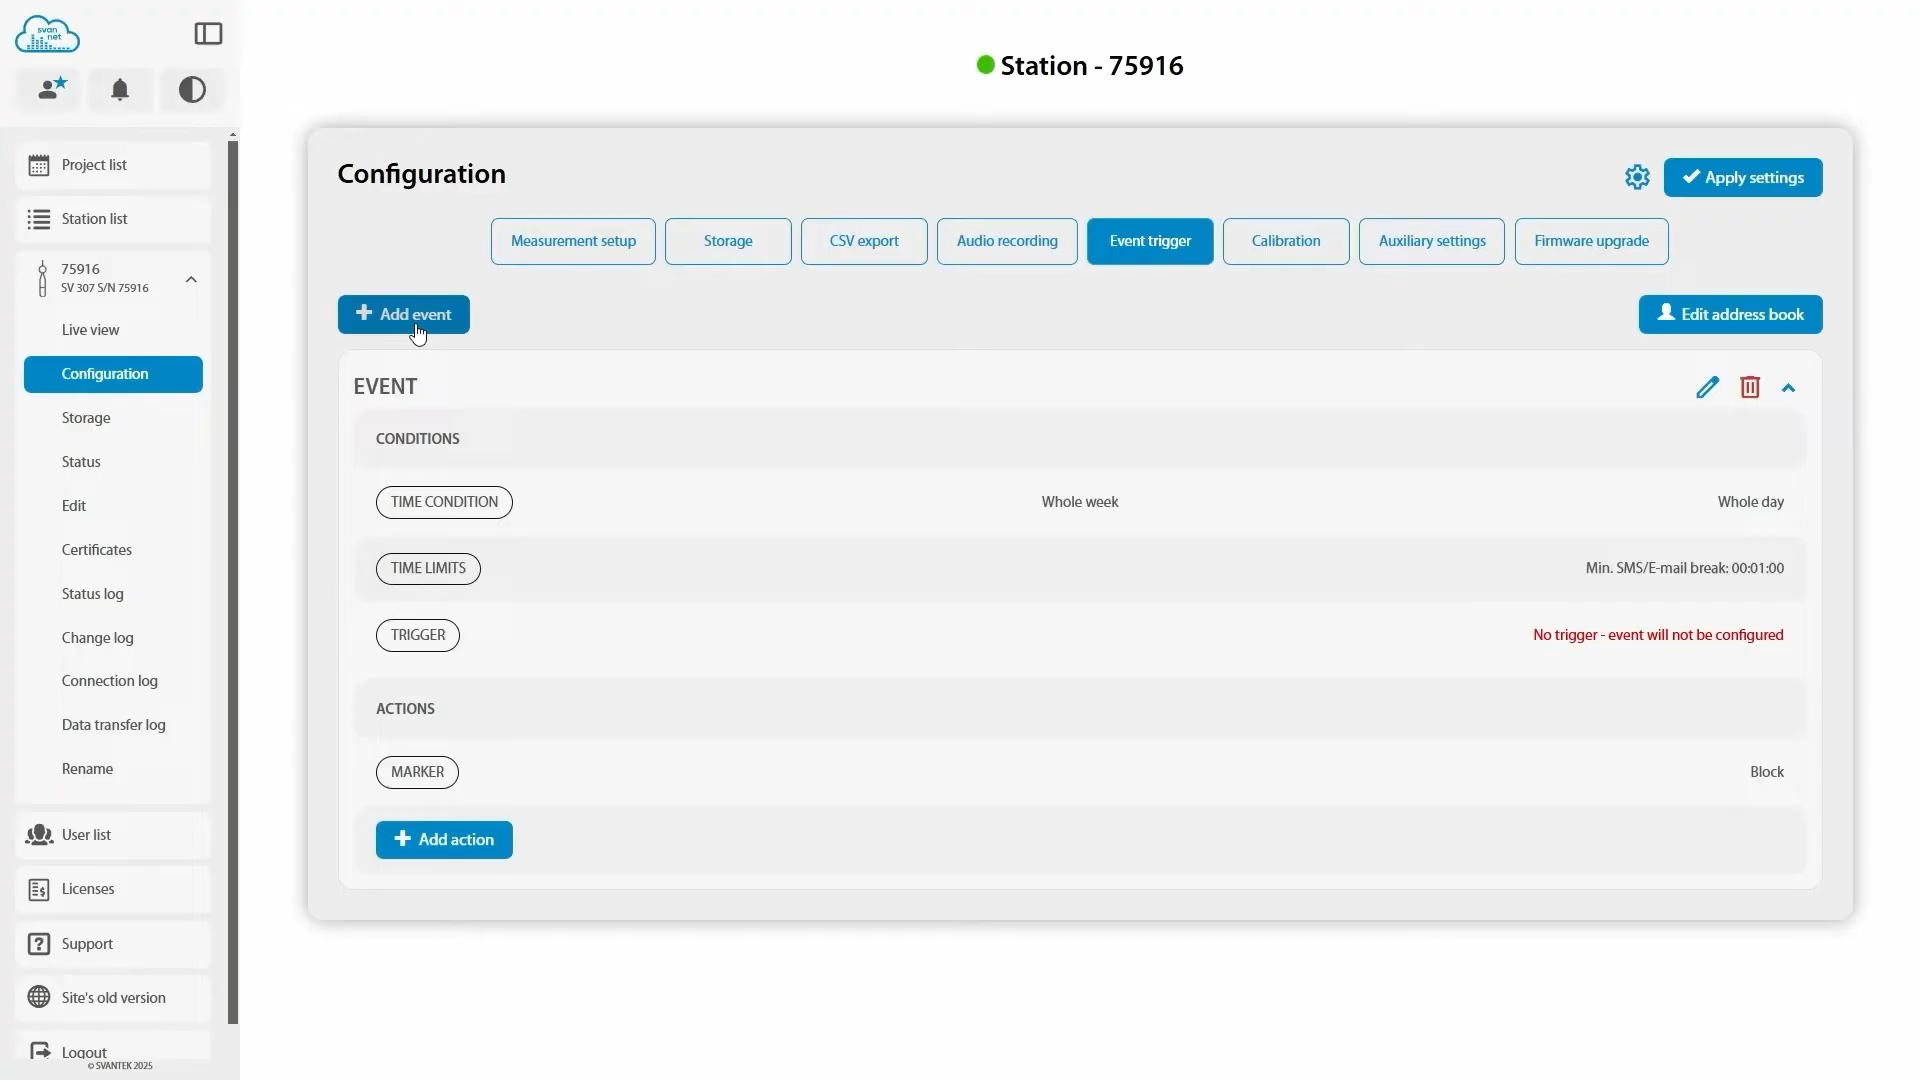 svan
net
Station - 75916
Project list
Station list
75916
SV 307 S/N 75916
Live view
Configuration
Storage
Status
Edit
Certificates
Status log
Change log
Connection log
Data transfer log
Rename
User list
Licenses
Support
Site's old version
Logout
© SVANTEK 2025
Configuration
Apply settings
Measurement setup
Storage
CSV export
Audio recording
Event trigger
Calibration
Auxiliary settings
Firmware upgrade
Add event
Edit address book
EVENT
CONDITIONS
TIME CONDITION
Whole week
Whole day
TIME LIMITS
Min. SMS/E-mail break: 00:01:00
TRIGGER
No trigger - event will not be configured
ACTIONS
MARKER
Block
Add action